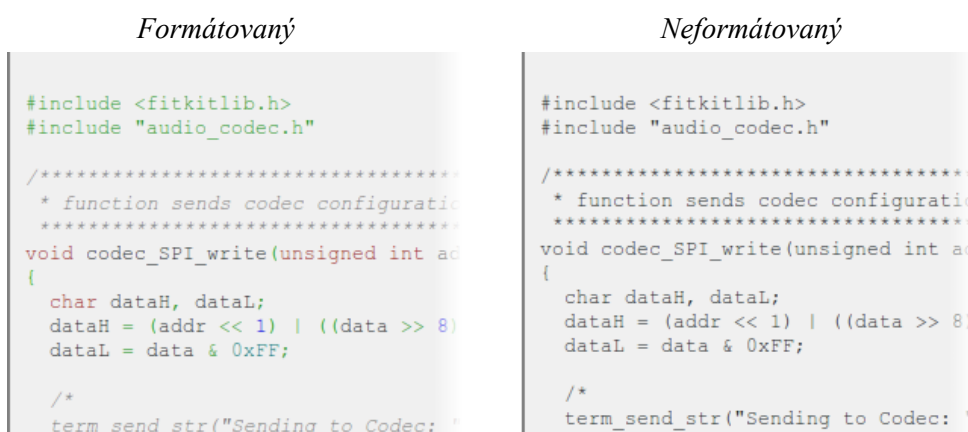 Formátovaný
#include <fitkitlib.h>
#include "audio_codec.h"
/***********************************
* function sends codec configuratio
***********************************
void codec_SPI_write(unsigned int ad
{
char dataH, dataL;
dataH = (addr << 1) | ((data >> 8)
dataL = data & 0xFF;
/*
term_send_str("Sending to Codec: "
Neformátovaný
#include <fitkitlib.h>
#include "audio_codec.h"
/***********************************
* function sends codec configuratio
***********************************
void codec_SPI_write(unsigned int ad
{
char dataH, dataL;
dataH = (addr << 1) | ((data >> 8)
dataL = data & 0xFF;
/*
term_send_str("Sending to Codec: "